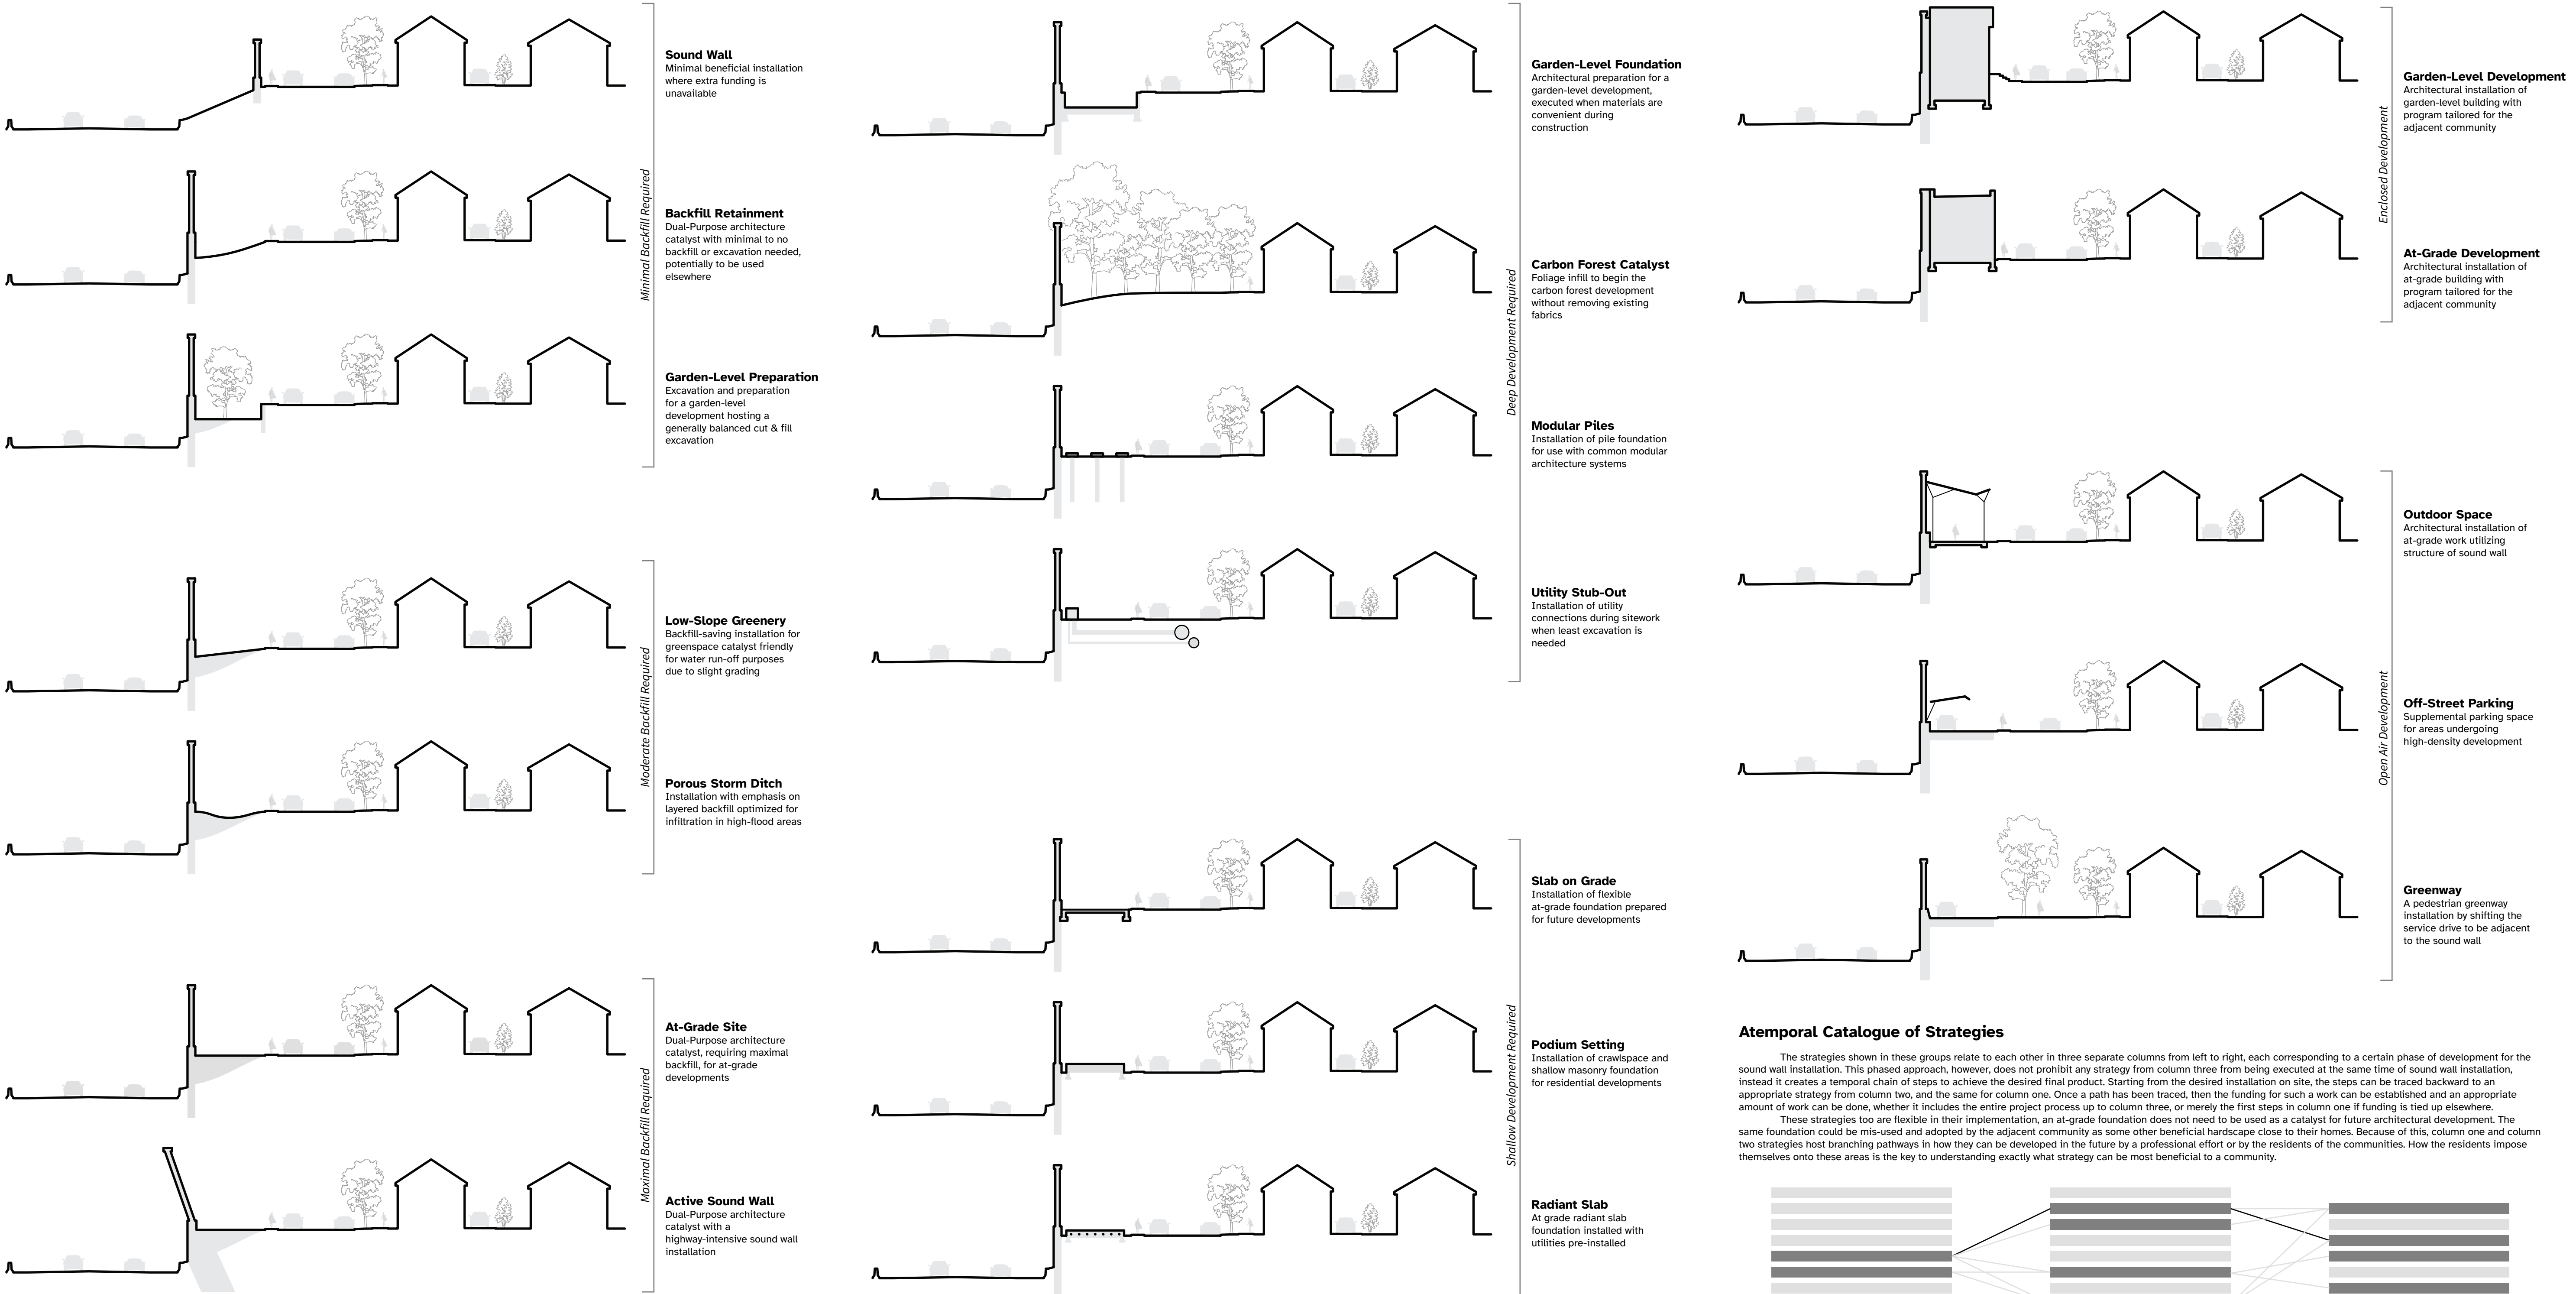 Sound Wall
Minimal beneficial installation
where extra funding is
unavailable
Backfill Retainment
Dual-Purpose architecture
catalyst with minimal to no
backfill or excavation needed,
potentially to be used
elsewhere
Garden-Level Preparation
Excavation and preparation
for a garden-level
development hosting a
generally balanced cut & fill
excavation
Minimal Backfill Required
Low-Slope Greenery
Backfill-saving installation for
greenspace catalyst friendly
for water run-off purposes
due to slight grading
Porous Storm Ditch
Installation with emphasis on
layered backfill optimized for
infiltration in high-flood areas
Moderate Backfill Required
At-Grade Site
Dual-Purpose architecture
catalyst, requiring maximal
backfill, for at-grade
developments
Active Sound Wall
Dual-Purpose architecture
catalyst with a
highway-intensive sound wall
installation
Maximal Backfill Required
Garden-Level Foundation
Architectural preparation for a
garden-level development,
executed when materials are
convenient during
construction
Carbon Forest Catalyst
Foliage infill to begin the
carbon forest development
without removing existing
fabrics
Modular Piles
Installation of pile foundation
for use with common modular
architecture systems
Utility Stub-Out
Installation of utility
connections during sitework
when least excavation is
needed
Deep Development Required
Slab on Grade
Installation of flexible
at-grade foundation prepared
for future developments
Podium Setting
Installation of crawlspace and
shallow masonry foundation
for residential developments
Radiant Slab
At grade radiant slab
foundation installed with
utilities pre-installed
Shallow Development Required
Garden-Level Development
Architectural installation of
garden-level building with
program tailored for the
adjacent community
At-Grade Development
Architectural installation of
at-grade building with
program tailored for the
adjacent community
Enclosed Development
Outdoor Space
Architectural installation of
at-grade work utilizing
structure of sound wall
Off-Street Parking
Supplemental parking space
for areas undergoing
high-density development
Greenway
A pedestrian greenway
installation by shifting the
service drive to be adjacent
to the sound wall
Open Air Development
Atemporal Catalogue of Strategies
The strategies shown in these groups relate to each other in three separate columns from left to right, each corresponding to a certain phase of development for the
sound wall installation. This phased approach, however, does not prohibit any strategy from column three from being executed at the same time of sound wall installation,
instead it creates a temporal chain of steps to achieve the desired final product. Starting from the desired installation on site, the steps can be traced backward to an
appropriate strategy from column two, and the same for column one. Once a path has been traced, then the funding for such a work can be established and an appropriate
amount of work can be done, whether it includes the entire project process up to column three, or merely the first steps in column one if funding is tied up elsewhere.
These strategies too are flexible in their implementation, an at-grade foundation does not need to be used as a catalyst for future architectural development. The
same foundation could be mis-used and adopted by the adjacent community as some other beneficial hardscape close to their homes. Because of this, column one and column
two strategies host branching pathways in how they can be developed in the future by a professional effort or by the residents of the communities. How the residents impose
themselves onto these areas is the key to understanding exactly what strategy can be most beneficial to a community.